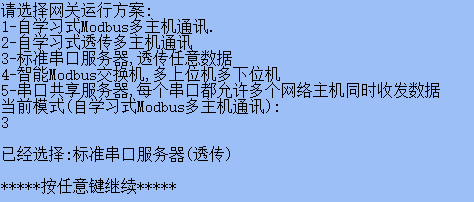 请选择网关运行方案:
1-自学习式Modbus多主机通讯.
2-自学习式透传多主机通讯
3-标准串口服务器,透传任意数据
4-智能Modbus交换机,多上位机多下位机
5-串口共享服务器,每个串口都允许多个网络主机同时收发数据
当前模式(自学习式Modbus多主机通讯):
3
已经选择:标准串口服务器(透传)
*****按任意键继续*****